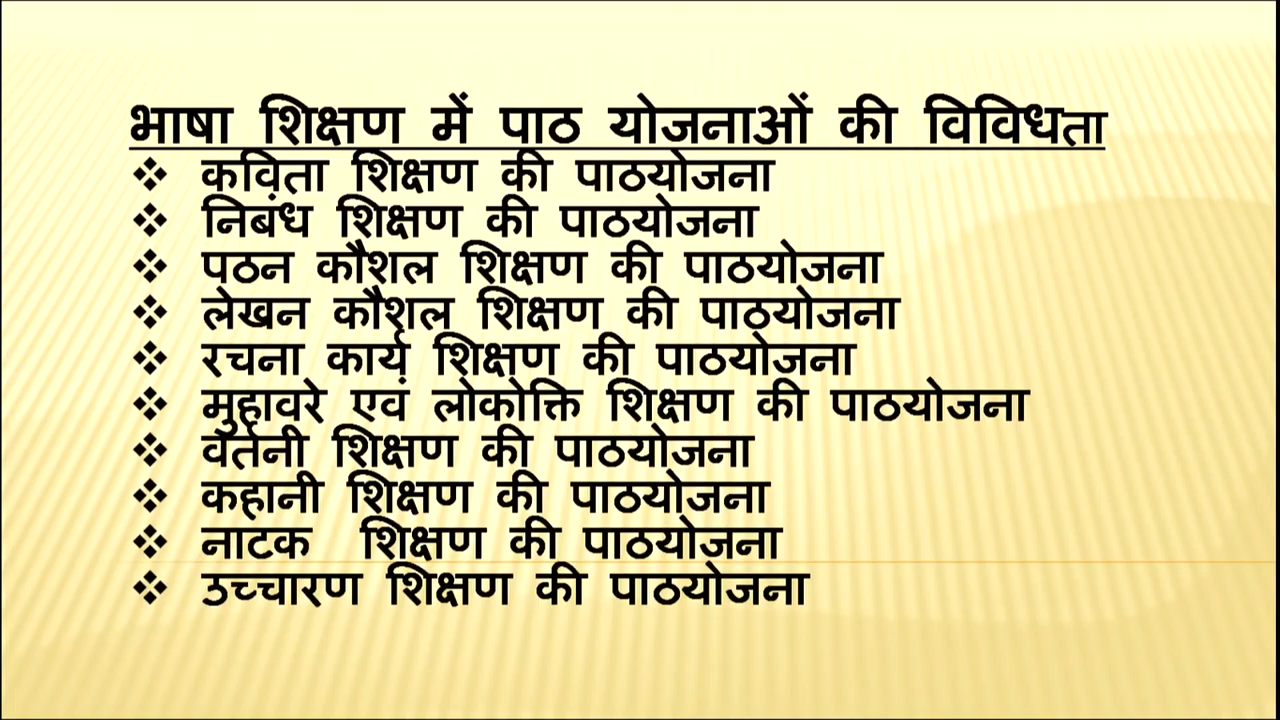 भाषा शिक्षण में पाठ योजनाओं की विविधता
❖ कविता शिक्षण की पाठयोजना
❖ निबंध शिक्षण की पाठयोजना
❖ पठन कौशल शिक्षण की पाठयोजना
❖ लेखन कौशल शिक्षण की पाठयोजना
❖ रचना कार्य शिक्षण की पाठयोजना
❖ मुहावरे एवं लोकोक्ति शिक्षण की पाठयोजना
❖ वर्तनी शिक्षण की पाठयोजना
❖ कहानी शिक्षण की पाठयोजना
❖ नाटक शिक्षण की पाठयोजना
❖ उच्चारण शिक्षण की पाठयोजना